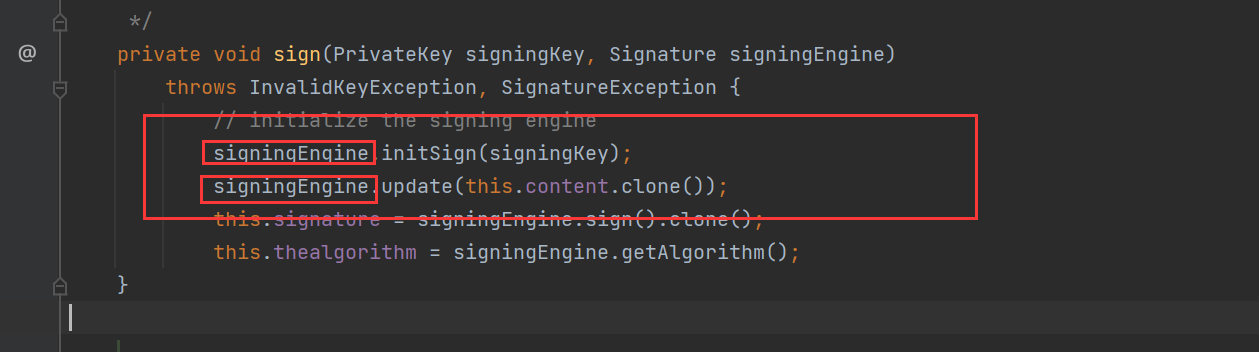 */
@ private void sign(PrivateKey signingKey, Signature signingEngine)
throws InvalidKeyException, SignatureException {
// initialize the signing engine
signingEngine.initSign(signingKey);
signingEngine.update(this.content.clone());
this.signature = signingEngine.sign().clone();
this.thealgorithm = signingEngine.getAlgorithm();
}